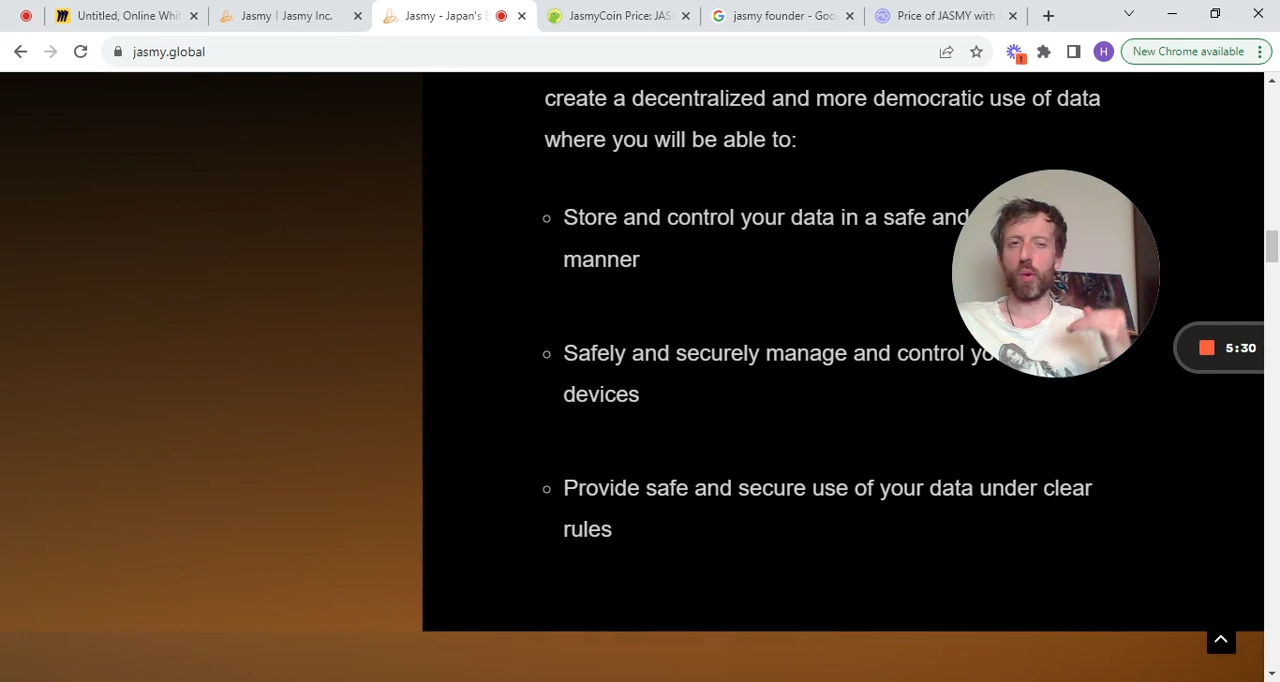 Untitled, Online Whit
Jasmy | Jasmy Inc.
Jasmy - Japan's
JasmyCoin Price: JAS
jasmy founder - Goo
Price of JASMY with
jasmy.global
1
H
New Chrome available
create a decentralized and more democratic use of data
where you will be able to:
Store and control your data in a safe and
manner
Safely and securely manage and control
devices
5:30
Provide safe and secure use of your data under clear
rules